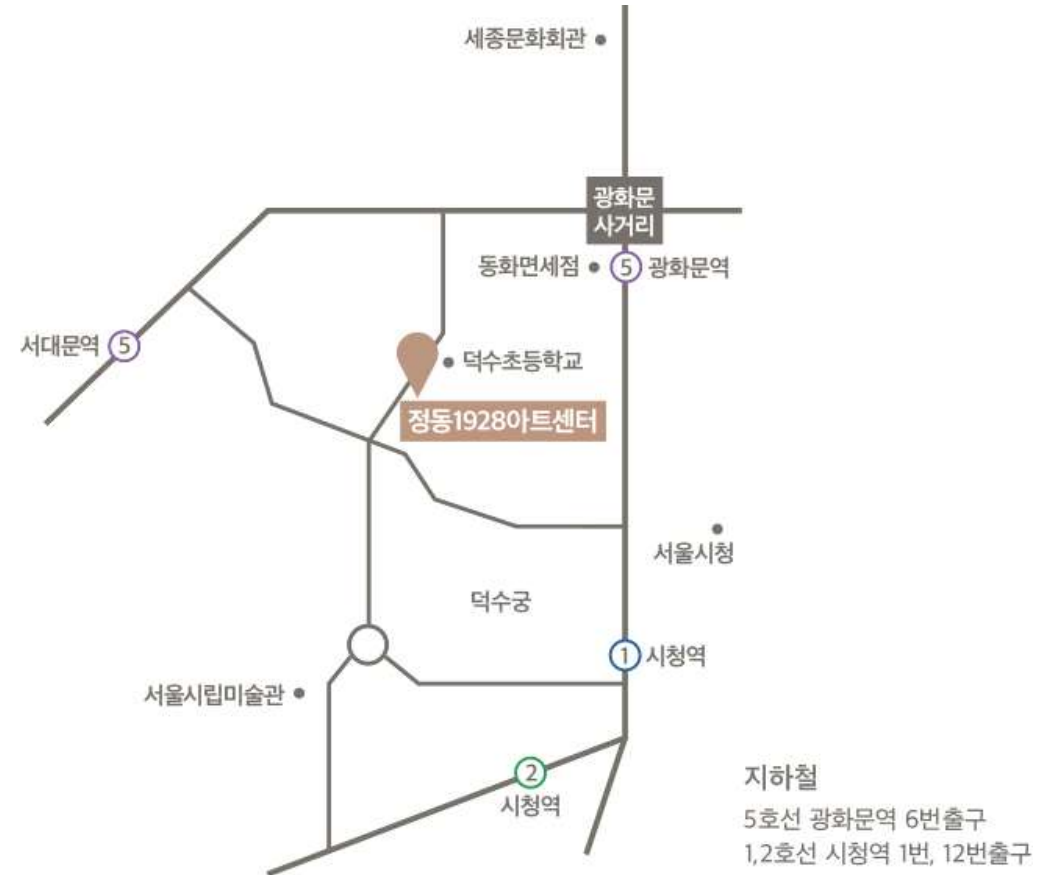 세종문화회관
광화문
사거리
동화면세점
5
광화문역
서대문역
5
덕수초등학교
정동1928아트센터
서울시청
덕수궁
1
시청역
서울시립미술관
2
시청역
지하철
5호선 광화문역 6번출구
1,2호선 시청역 1번, 12번출구